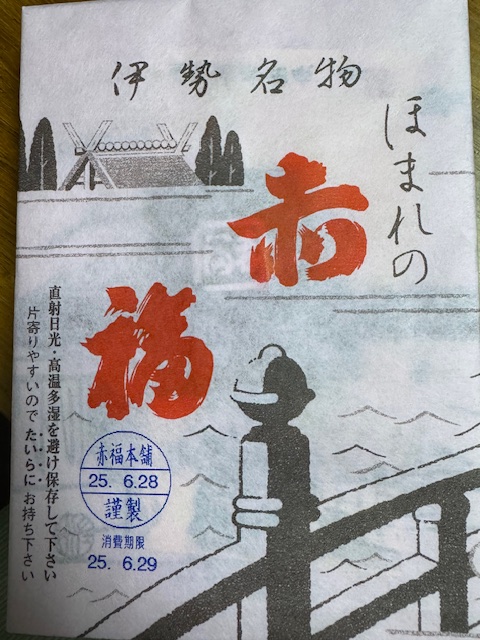 伊勢名物
ほまれの
赤
福
直射日光・高温多湿を避け保存して下さい
片寄りやすいのでたいらにお持ち下さい
赤福本舗
25. 6.28
謹製
消費期限
25. 6.29